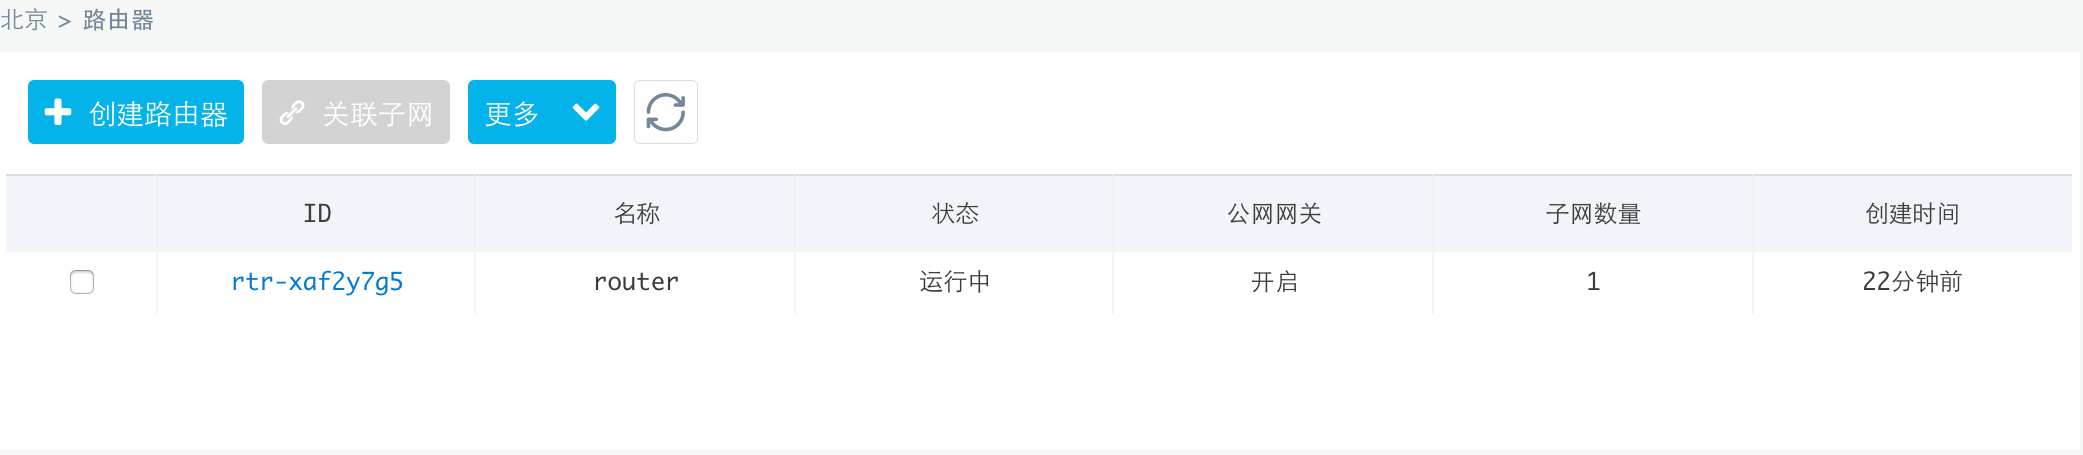 北京 > 路由器
创建路由器 关联子网 更多
ID 名称 状态 公网网关 子网数量 创建时间
rtr-xaf2y7g5 router 运行中 开启 1 22分钟前